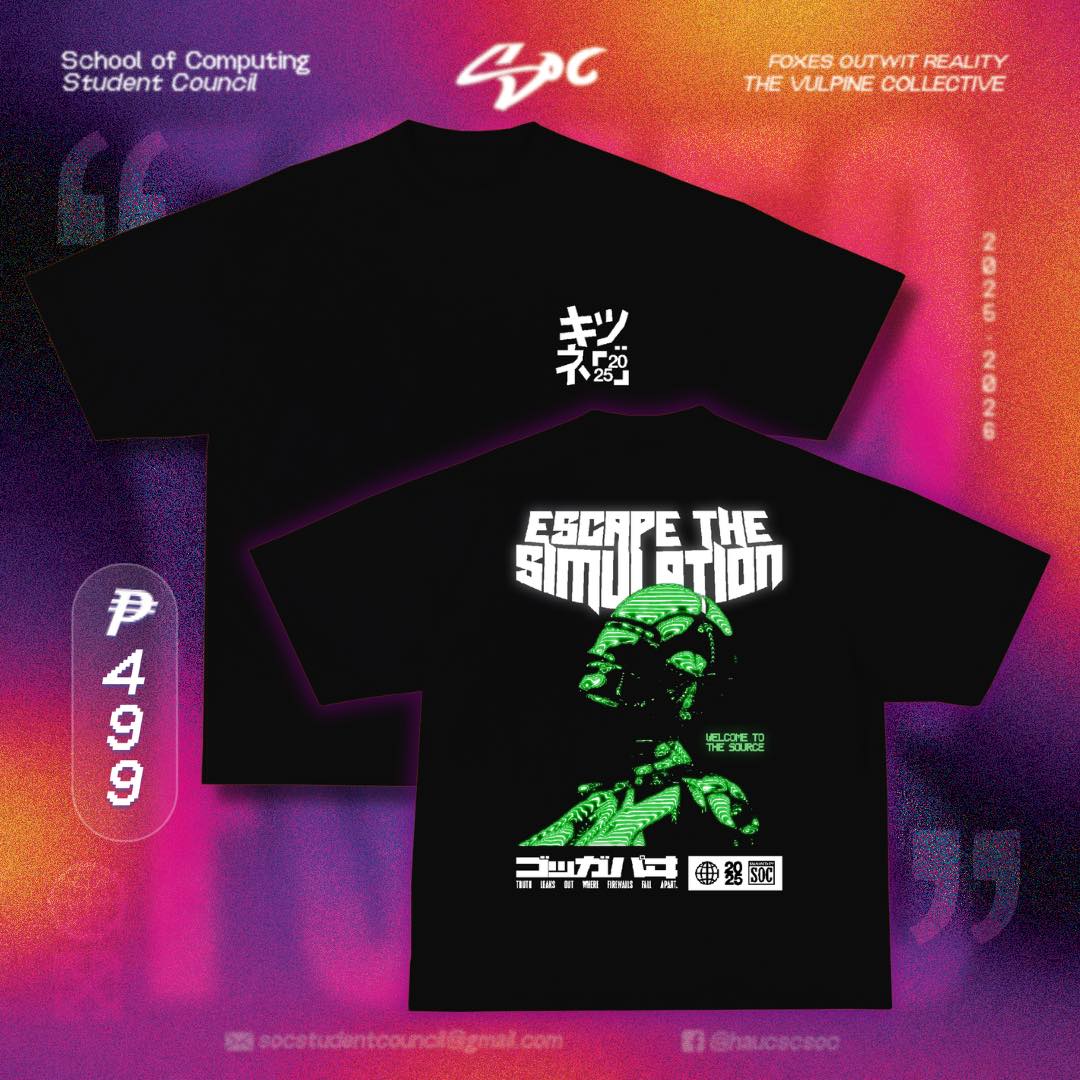 School of Computing
Student Council
SOC
FOXES OUTWIT REALITY
THE VULPINE COLLECTIVE
2025-2026
キツ
ネ「20
25」
ESCAPE THE
SIMULATION
WELCOME TO
THE SOURCE
TRUTH LEAKS OUT WHERE FIREWALLS FALL APART.
20
25
SOC
₱
499
socstudentcouncil@gmail.com
@haucscsoc